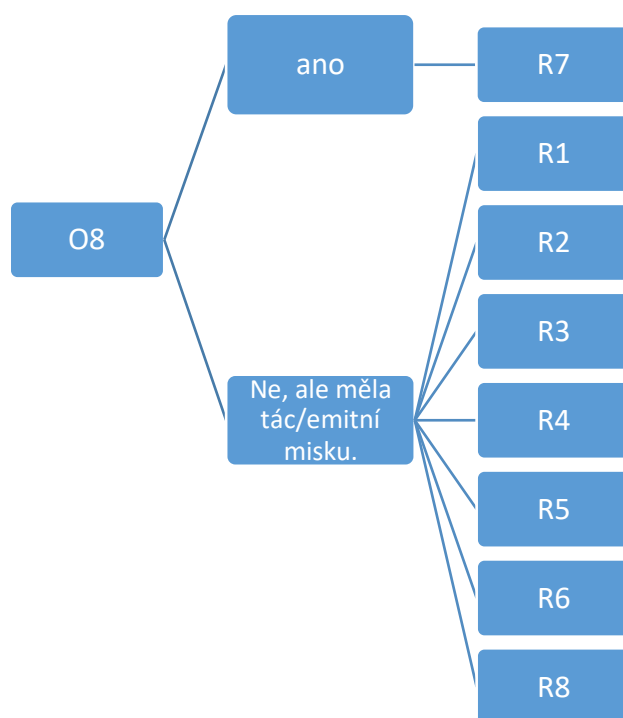 O8
ano
Ne, ale měla
tác/emitní
misku.
R7
R1
R2
R3
R4
R5
R6
R8